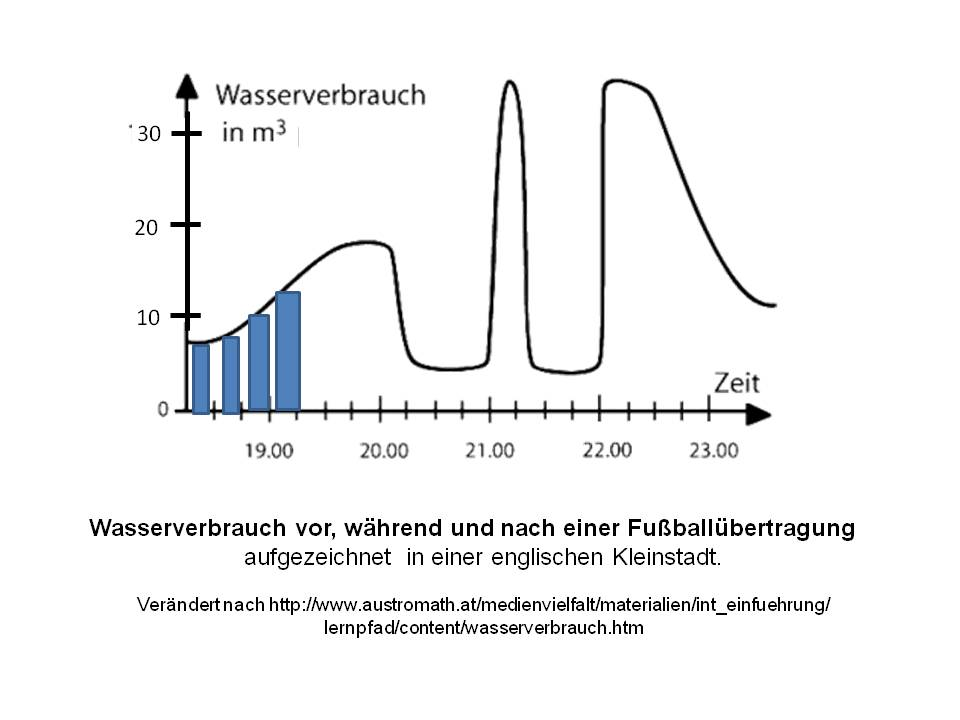 Wasserverbrauch
in m³
30
20
10
0
Zeit
19.00 20.00 21.00 22.00 23.00
Wasserverbrauch vor, während und nach einer Fußballübertragung
aufgezeichnet in einer englischen Kleinstadt.
Verändert nach http://www.austromath.at/medienvielfalt/materialien/int_einfuehrung/
lernpfad/content/wasserverbrauch.htm